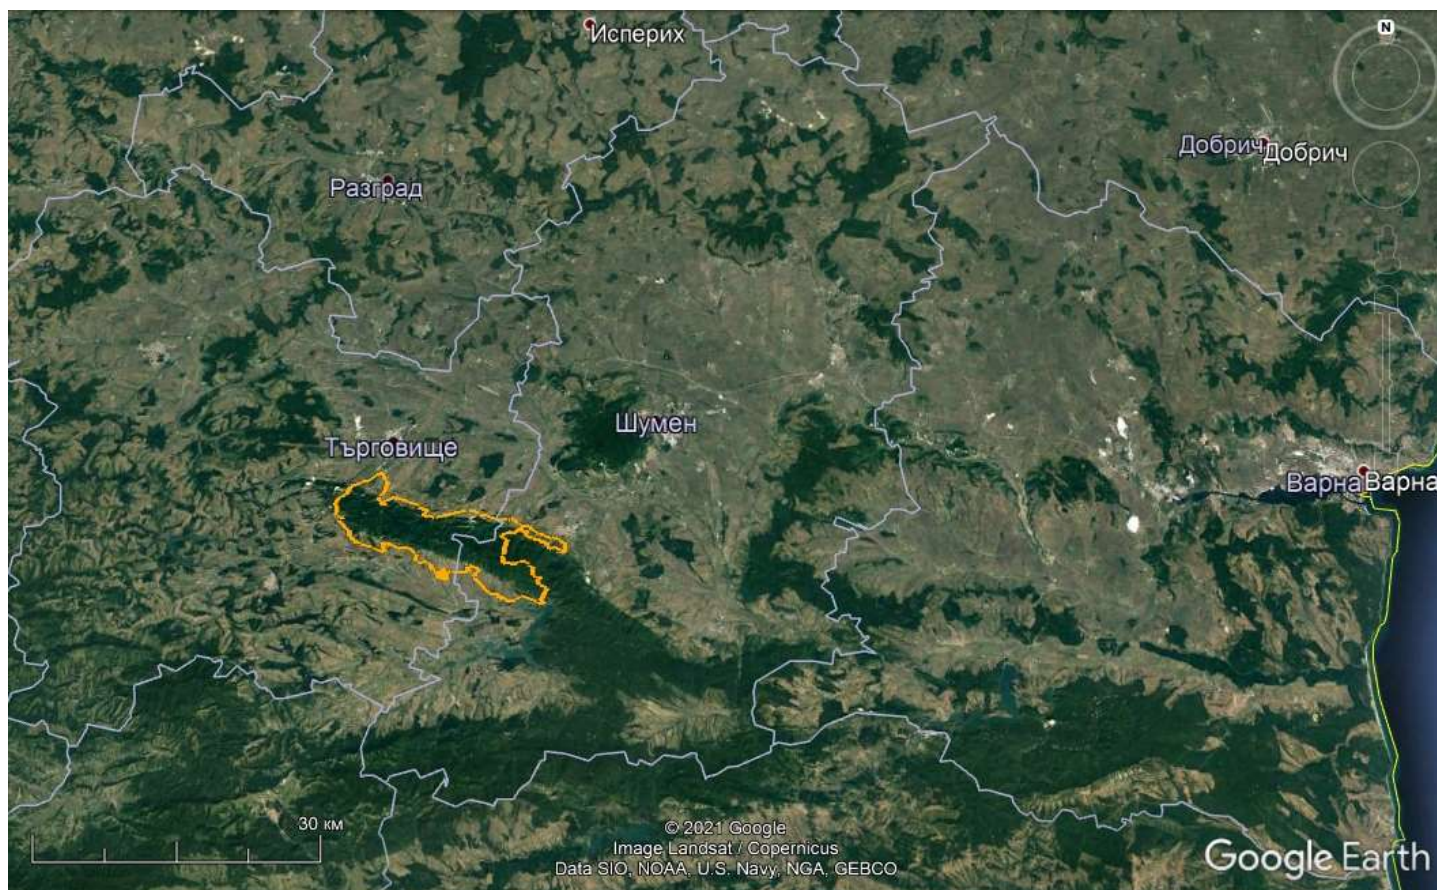 N
Исперих
Добрич
Добрич
Разград
Шумен
Търговище
Варна
Варна
30 км
© 2021 Google
Image Landsat / Copernicus
Data SIO, NOAA, U.S. Navy, NGA, GEBCO
Google Earth